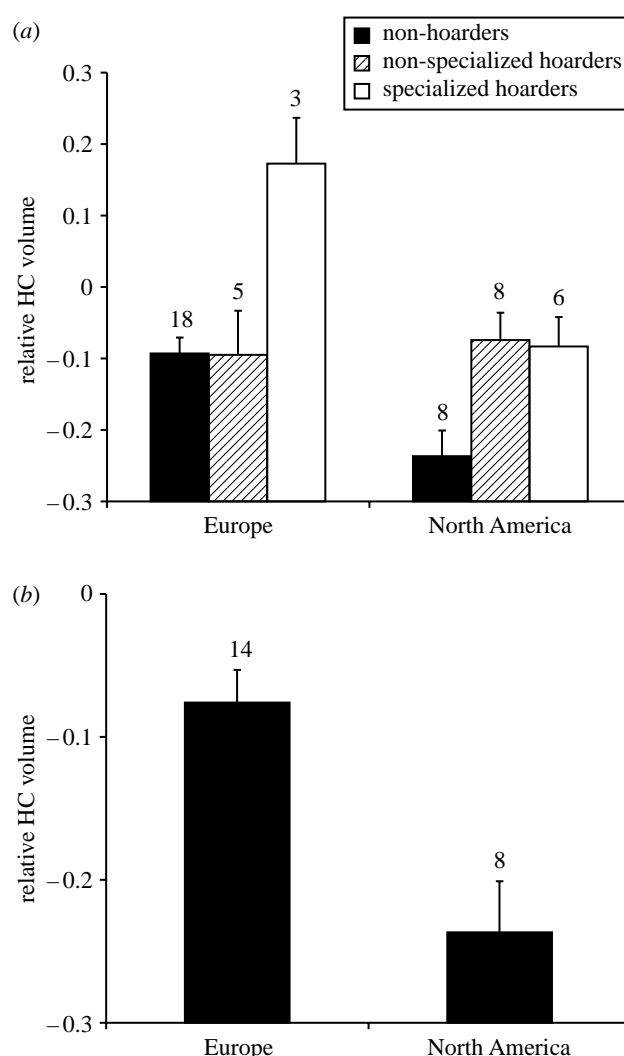 (a)
non-hoarders
non-specialized hoarders
specialized hoarders
0.3
0.2
0.1
0
–0.1
–0.2
–0.3
relative HC volume
18
5
3
8
8
6
Europe
North America
(b)
0
–0.1
–0.2
–0.3
relative HC volume
14
8
Europe
North America